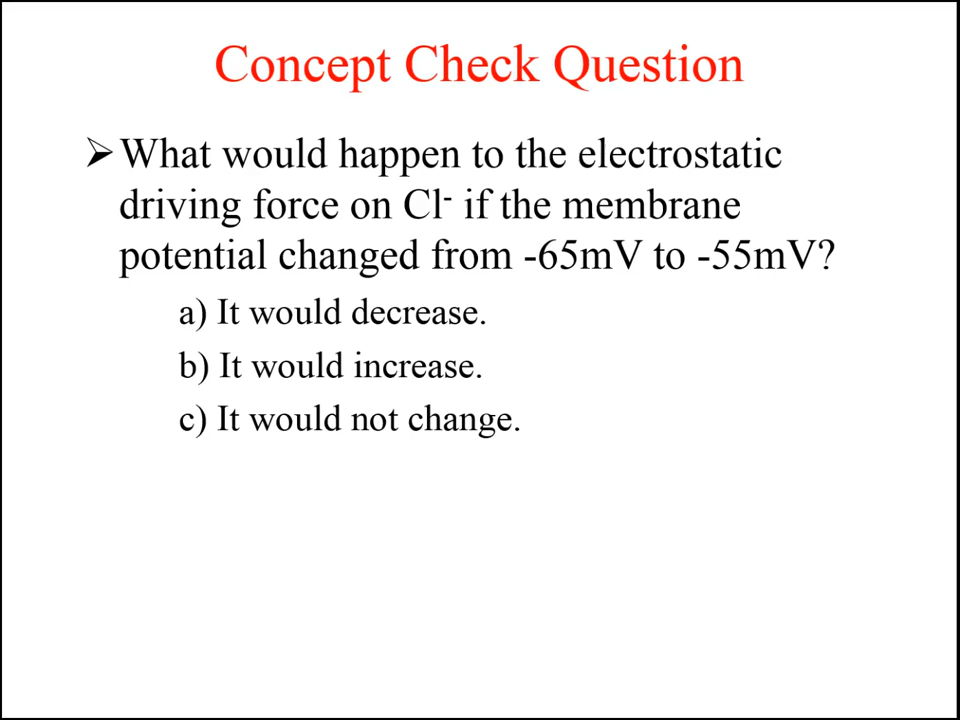 Concept Check Question
➢What would happen to the electrostatic
driving force on Cl⁻ if the membrane
potential changed from -65mV to -55mV?
a) It would decrease.
b) It would increase.
c) It would not change.